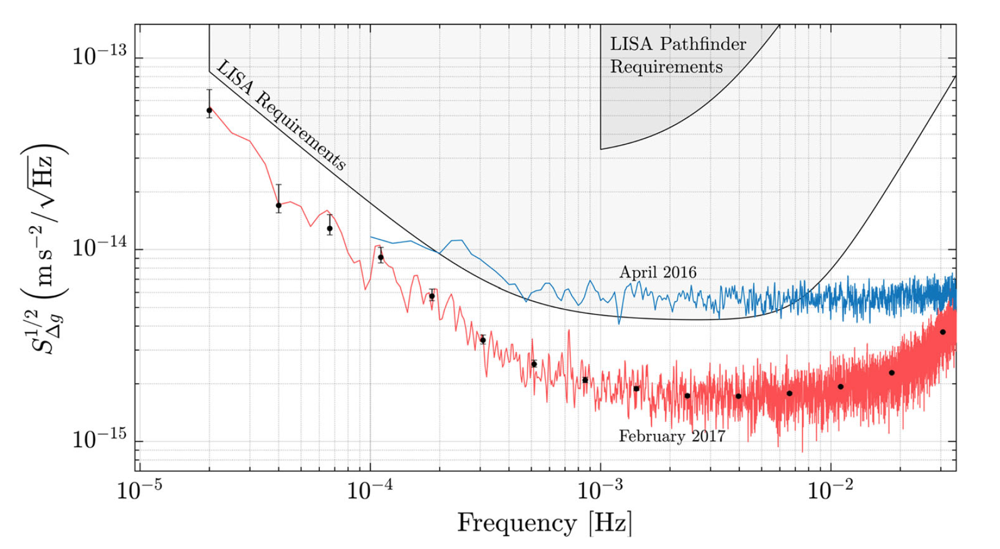 10⁻¹³
10⁻¹⁴
10⁻¹⁵
S^{1/2}_{Δg} (m s⁻² / √Hz)
LISA Requirements
LISA Pathfinder
Requirements
April 2016
February 2017
10⁻⁵ 10⁻⁴ 10⁻³ 10⁻²
Frequency [Hz]